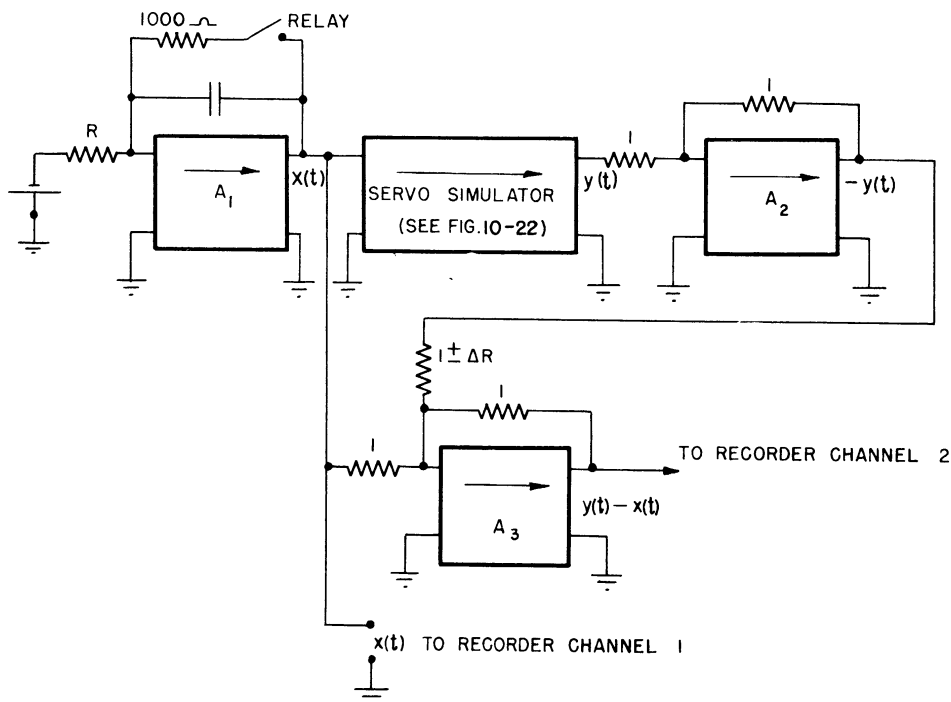 1000 Ω
RELAY
R
A1
x(t)
SERVO SIMULATOR
(SEE FIG.10-22)
y(t)
1
1
A2
-y(t)
1 ± ΔR
1
1
A3
y(t) - x(t)
TO RECORDER CHANNEL 2
x(t) TO RECORDER CHANNEL 1